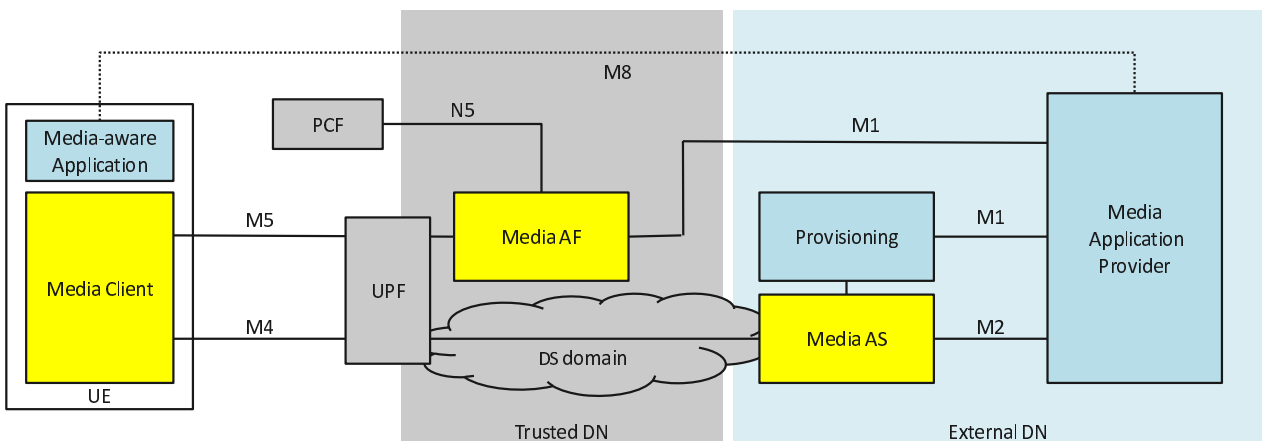 M8
PCF
N5
M1
Media-aware
Application
M5
Media AF
Provisioning
M1
Media
Application
Provider
Media Client
UPF
M4
DS domain
Media AS
M2
UE
Trusted DN
External DN